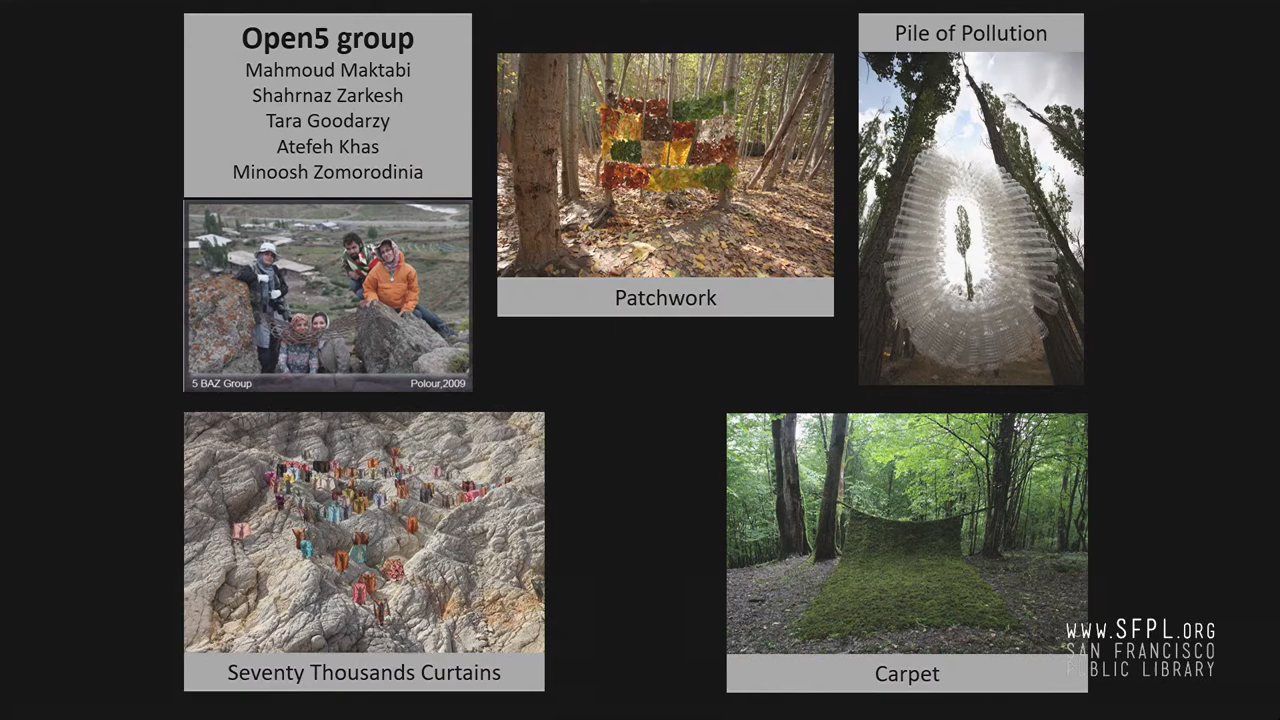 Open5 group
Mahmoud Maktabi
Shahrnaz Zarkesh
Tara Goodarzy
Atefeh Khas
Minoosh Zomorodinia
5 BAZ Group
Polour,2009
Patchwork
Pile of Pollution
Seventy Thousands Curtains
Carpet
WWW.SFPL.ORG
SAN FRANCISCO
PUBLIC LIBRARY